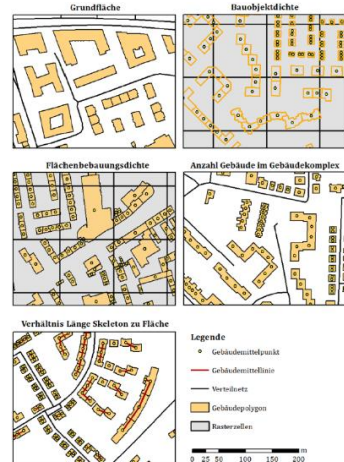 Grundfläche
Bauobjektdichte
Flächenbebauungsdichte
Anzahl Gebäude im Gebäudekomplex
Verhältnis Länge Skeleton zu Fläche
Legende
Gebäudemittelpunkt
Gebäudemittellinie
Verteilnetz
Gebäudepolygon
Rasterzellen
m
0 25 50 100 150 200